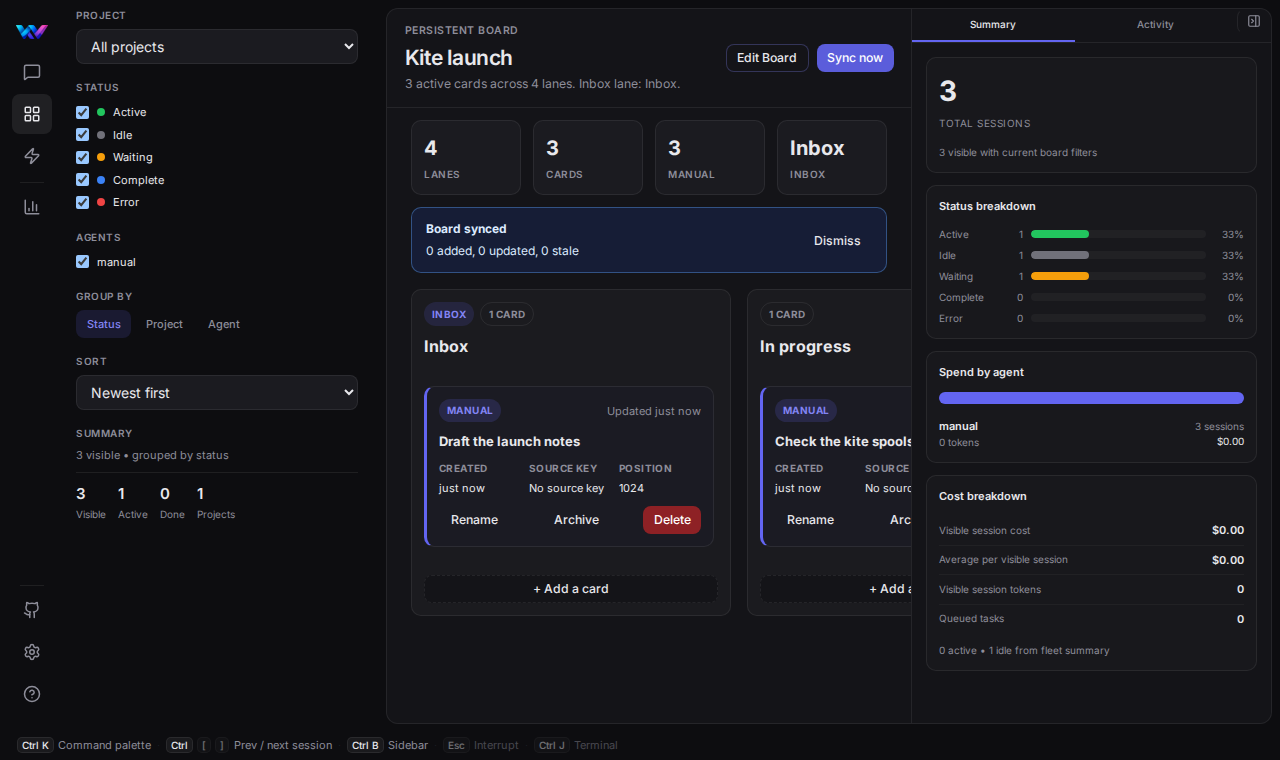 PROJECT
All projects
STATUS
Active
Idle
Waiting
Complete
Error
AGENTS
manual
GROUP BY
Status Project Agent
SORT
Newest first
SUMMARY
3 visible • grouped by status
3 1 0 1
Visible Active Done Projects
PERSISTENT BOARD
Kite launch
Edit Board Sync now
3 active cards across 4 lanes. Inbox lane: Inbox.
4 3 3 Inbox
LANES CARDS MANUAL INBOX
Board synced
0 added, 0 updated, 0 stale
Dismiss
INBOX 1 CARD
Inbox
MANUAL Updated just now
Draft the launch notes
CREATED SOURCE KEY POSITION
just now No source key 1024
Rename Archive Delete
+ Add a card
1 CARD
In progress
MANUAL
Check the kite spools
CREATED SOURCE
just now No sourc
Rename Arc
+ Add a
Summary Activity
3
TOTAL SESSIONS
3 visible with current board filters
Status breakdown
Active 1 33%
Idle 1 33%
Waiting 1 33%
Complete 0 0%
Error 0 0%
Spend by agent
manual 3 sessions
0 tokens $0.00
Cost breakdown
Visible session cost $0.00
Average per visible session $0.00
Visible session tokens 0
Queued tasks 0
0 active • 1 idle from fleet summary
Ctrl K Command palette Ctrl [ ] Prev / next session Ctrl B Sidebar Esc Interrupt Ctrl J Terminal